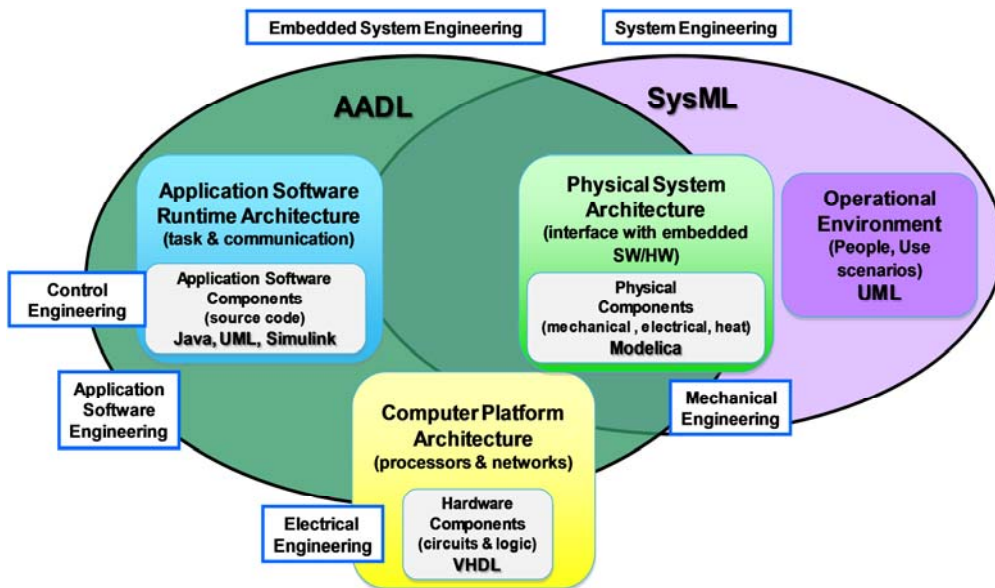 Embedded System Engineering
System Engineering
AADL
SysML
Application Software
Runtime Architecture
(task & communication)
Application Software
Components
(source code)
Java, UML, Simulink
Physical System
Architecture
(interface with embedded
SW/HW)
Physical
Components
(mechanical , electrical, heat)
Modelica
Operational
Environment
(People, Use
scenarios)
UML
Control
Engineering
Application
Software
Engineering
Computer Platform
Architecture
(processors & networks)
Hardware
Components
(circuits & logic)
VHDL
Mechanical
Engineering
Electrical
Engineering